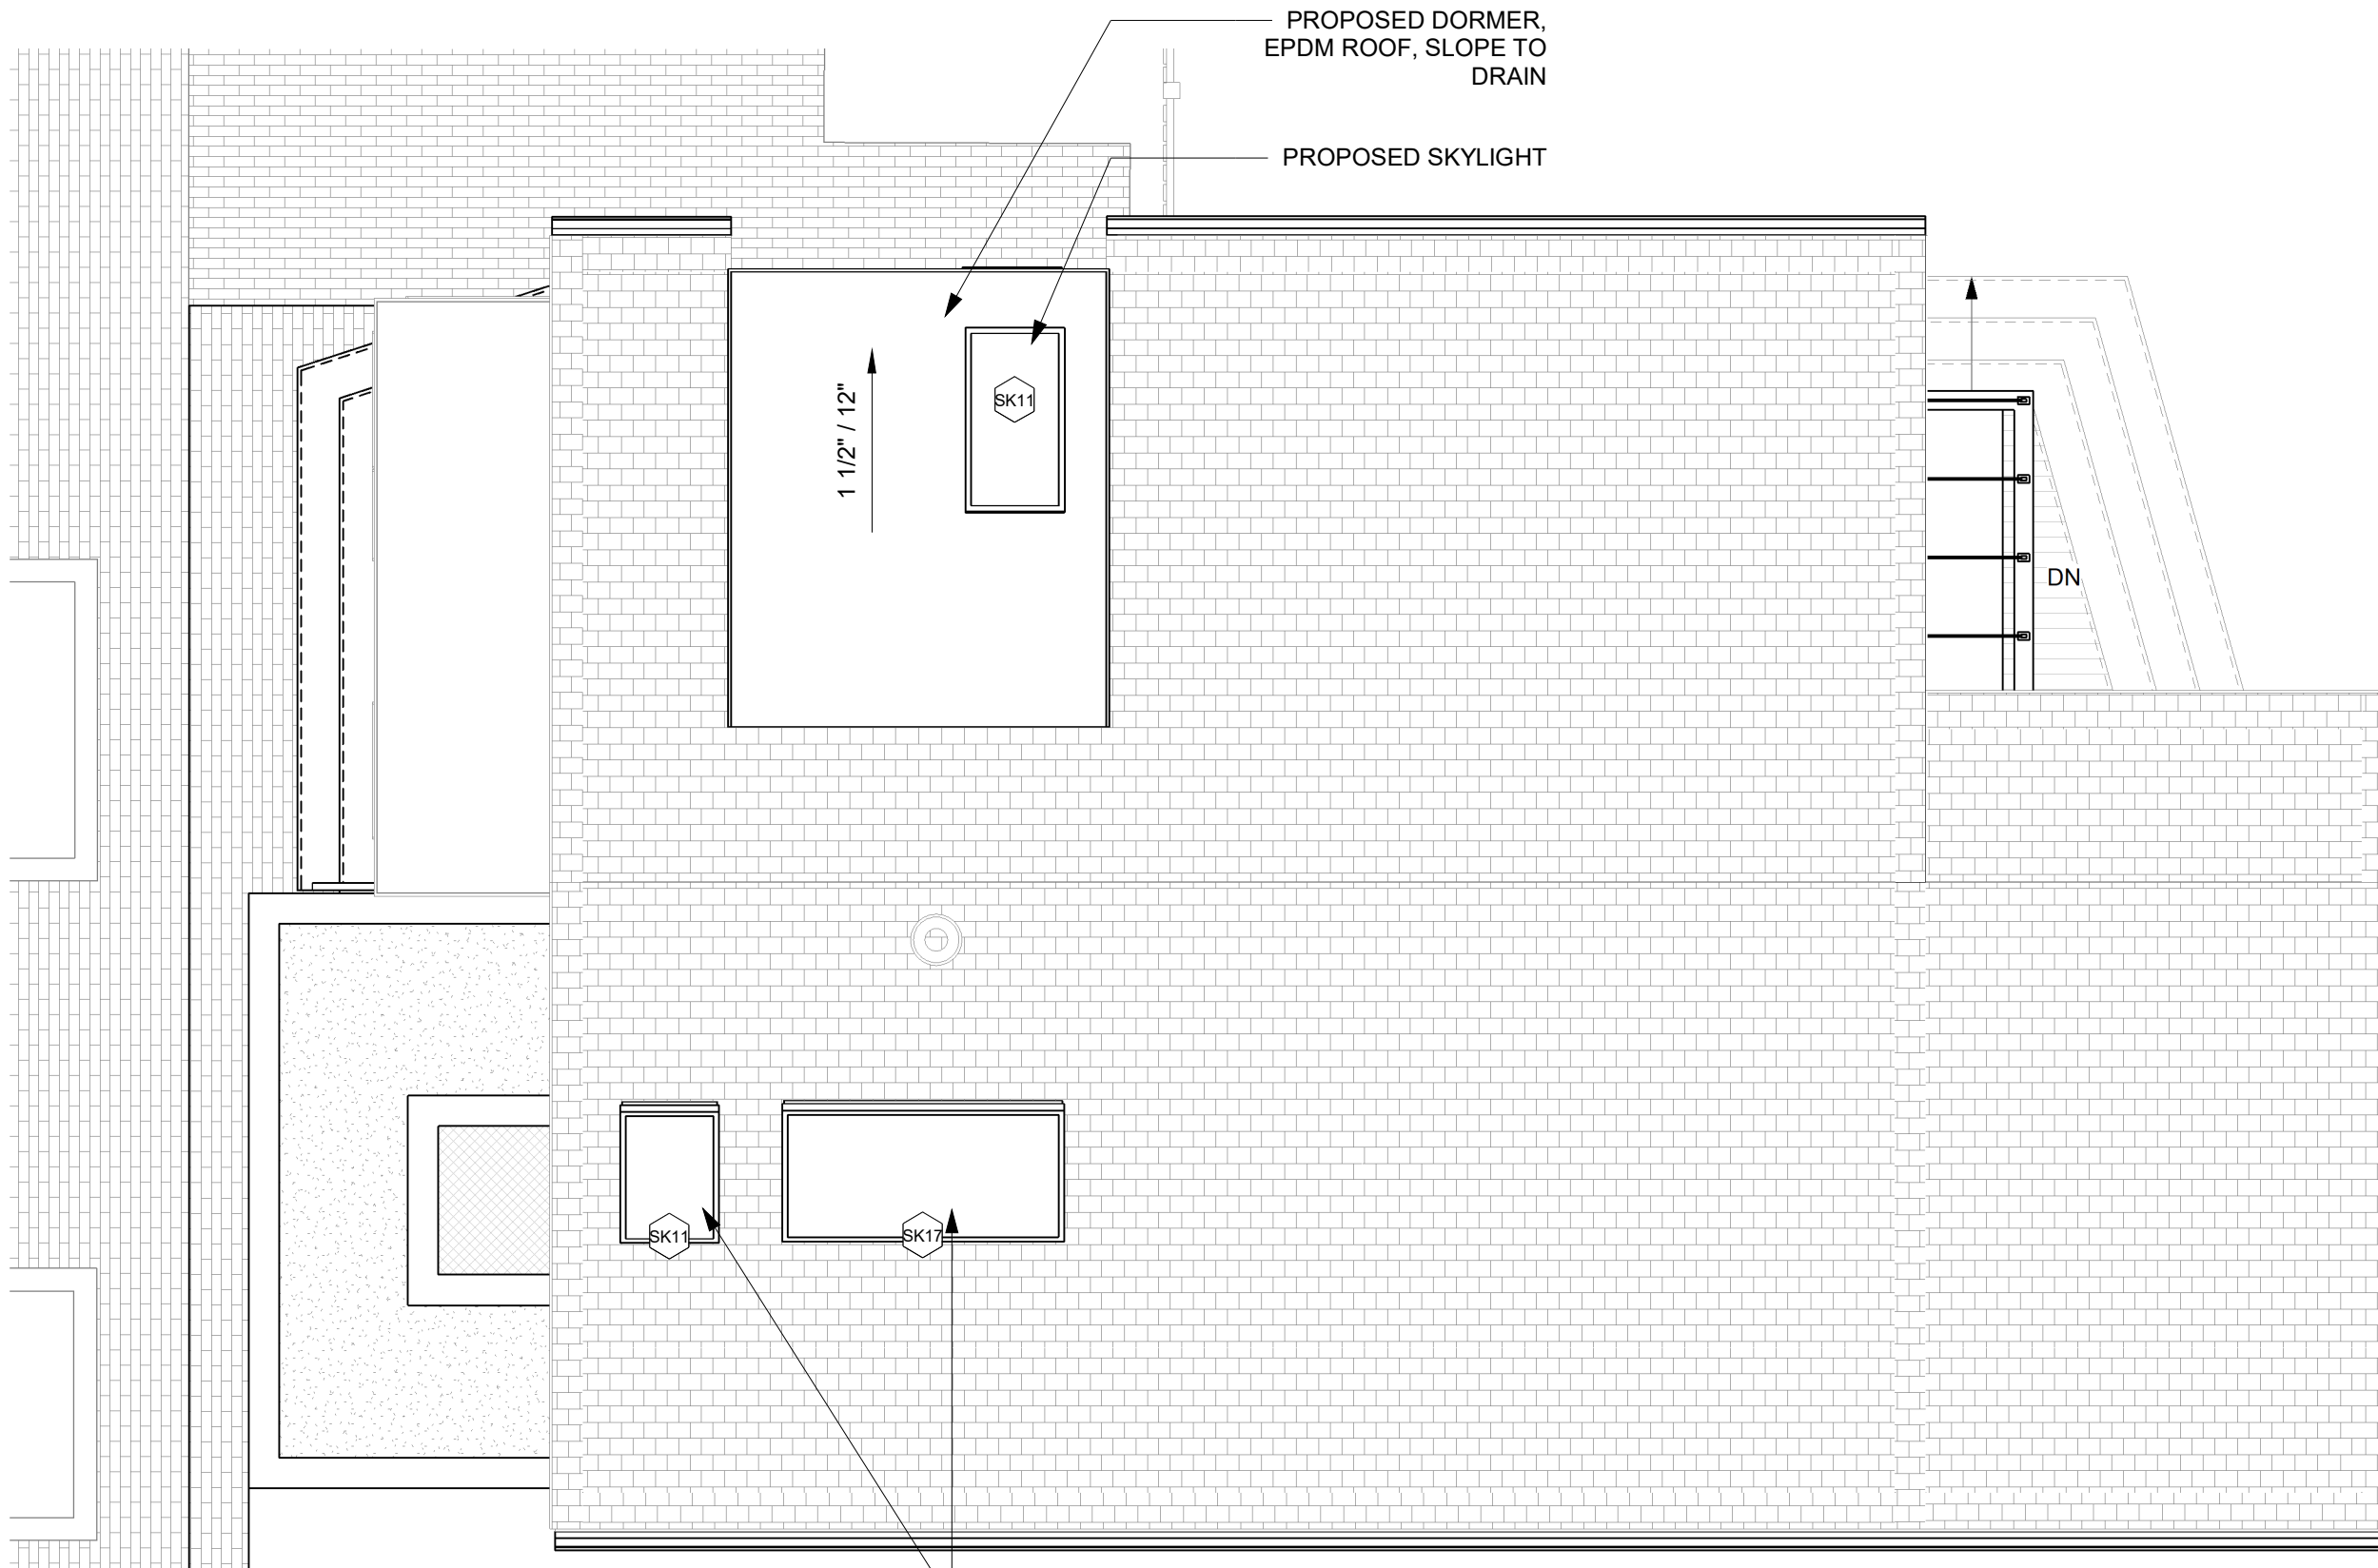 PROPOSED DORMER,
EPDM ROOF, SLOPE TO
DRAIN
PROPOSED SKYLIGHT
1 1/2" / 12"
SK11
DN
SK11
SK17